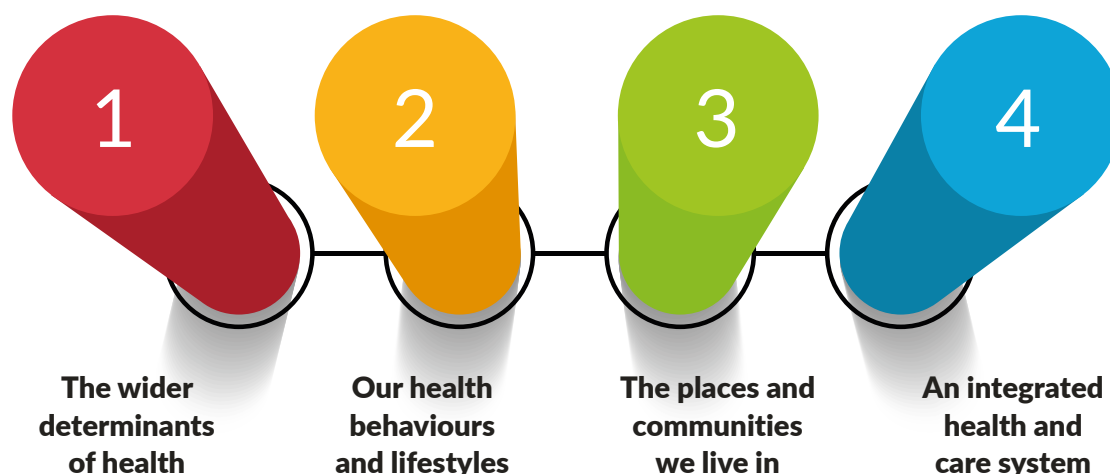 1
2
3
4
The wider
determinants
of health
Our health
behaviours
and lifestyles
The places and
communities
we live in
An integrated
health and
care system